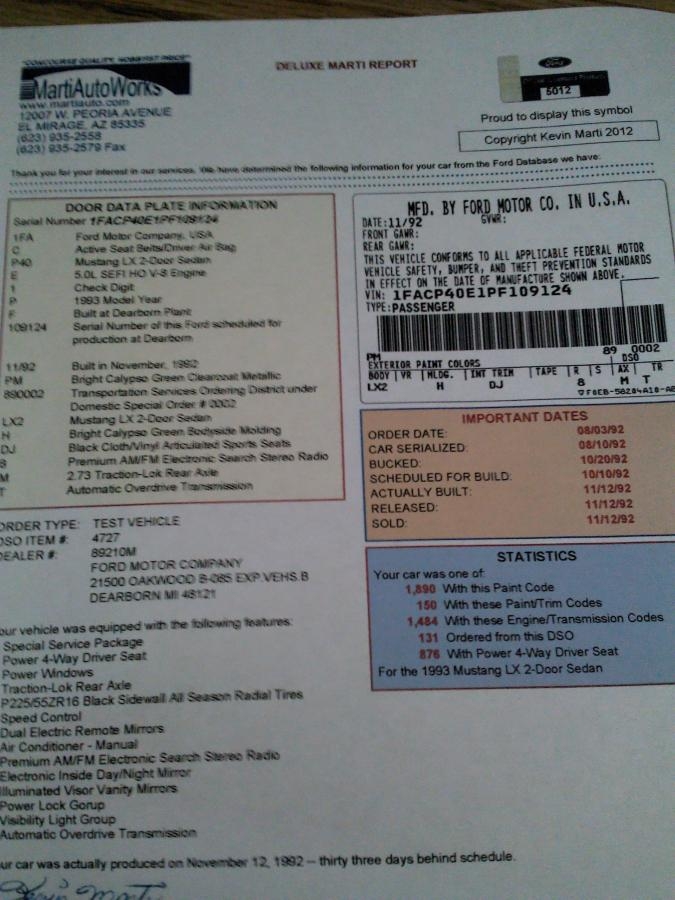 "CONCOURSE QUALITY, HOBBYIST PRICE"
MartiAutoWorks
www.martiauto.com
12007 W. PEORIA AVENUE
EL MIRAGE, AZ 85335
(623) 935-2558
(623) 935-2579 Fax
DELUXE MARTI REPORT
Ford
5012
Proud to display this symbol
Copyright Kevin Marti 2012
Thank you for your interest in our services. We have determined the following information for your car from the Ford Database we have:
DOOR DATA PLATE INFORMATION
Serial Number 1FACP40E1PF109124
1FA Ford Motor Company, USA
C Active Seat Belts/Driver Air Bag
P40 Mustang LX 2-Door Sedan
E 5.0L SEFI HO V-8 Engine
1 Check Digit
P 1993 Model Year
F Built at Dearborn Plant
109124 Serial Number of this Ford scheduled for
production at Dearborn
11/92 Built in November, 1992
PM Bright Calypso Green Clearcoat Metallic
890002 Transportation Services Ordering District under
Domestic Special Order # 0002
LX2 Mustang LX 2-Door Sedan
H Bright Calypso Green Bodyside Molding
DJ Black Cloth/Vinyl Articulated Sports Seats
8 Premium AM/FM Electronic Search Stereo Radio
M 2.73 Traction-Lok Rear Axle
T Automatic Overdrive Transmission
MFD. BY FORD MOTOR CO. IN U.S.A.
DATE: 11/92 GVWR:
FRONT GAWR:
REAR GAWR:
THIS VEHICLE CONFORMS TO ALL APPLICABLE FEDERAL MOTOR
VEHICLE SAFETY, BUMPER, AND THEFT PREVENTION STANDARDS
IN EFFECT ON THE DATE OF MANUFACTURE SHOWN ABOVE.
VIN: 1FACP40E1PF109124
TYPE: PASSENGER
PM 89 0002
EXTERIOR PAINT COLORS DSO
BODY | VR | MLDG. | INT TRIM | TAPE | R | S | AX | TR
LX2 H DJ 8 M T
IMPORTANT DATES
ORDER DATE: 08/03/92
CAR SERIALIZED: 08/10/92
BUCKED: 10/20/92
SCHEDULED FOR BUILD: 10/10/92
ACTUALLY BUILT: 11/12/92
RELEASED: 11/12/92
SOLD: 11/12/92
ORDER TYPE: TEST VEHICLE
DSO ITEM #: 4727
DEALER #: 89210M
FORD MOTOR COMPANY
21500 OAKWOOD B-085 EXP.VEHS.B
DEARBORN MI 48121
STATISTICS
Your car was one of:
1,890 With this Paint Code
150 With these Paint/Trim Codes
1,484 With these Engine/Transmission Codes
131 Ordered from this DSO
876 With Power 4-Way Driver Seat
For the 1993 Mustang LX 2-Door Sedan
our vehicle was equipped with the following features:
Special Service Package
Power 4-Way Driver Seat
Power Windows
Traction-Lok Rear Axle
P225/55ZR16 Black Sidewall All Season Radial Tires
Speed Control
Dual Electric Remote Mirrors
Air Conditioner - Manual
Premium AM/FM Electronic Search Stereo Radio
Electronic Inside Day/Night Mirror
Illuminated Visor Vanity Mirrors
Power Lock Gorup
Visibility Light Group
Automatic Overdrive Transmission
ur car was actually produced on November 12, 1992 -- thirty three days behind schedule.
Kevin Marti